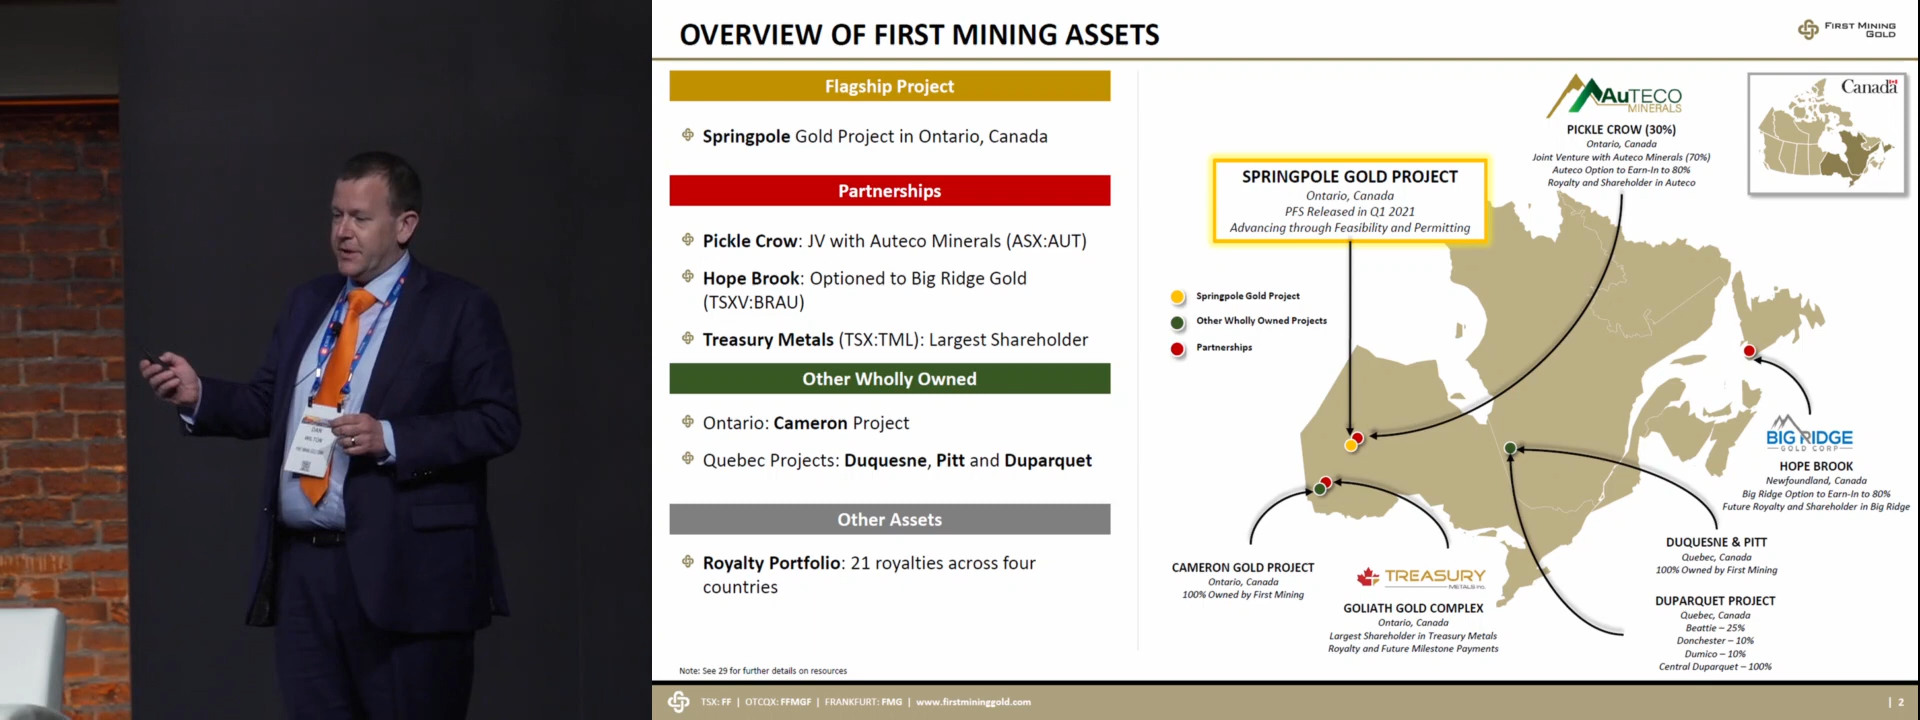 OVERVIEW OF FIRST MINING ASSETS
FIRST MINING
GOLD
Flagship Project
Springpole Gold Project in Ontario, Canada
Partnerships
Pickle Crow: JV with Auteco Minerals (ASX:AUT)
Hope Brook: Optioned to Big Ridge Gold
(TSXV:BRAU)
Treasury Metals (TSX:TML): Largest Shareholder
Other Wholly Owned
Ontario: Cameron Project
Quebec Projects: Duquesne, Pitt and Duparquet
Other Assets
Royalty Portfolio: 21 royalties across four
countries
Note: See 29 for further details on resources
AuTECO
MINERALS
PICKLE CROW (30%)
Ontario, Canada
Joint Venture with Auteco Minerals (70%)
Auteco Option to Earn-In to 80%
Royalty and Shareholder in Auteco
Canada
SPRINGPOLE GOLD PROJECT
Ontario, Canada
PFS Released in Q1 2021
Advancing through Feasibility and Permitting
Springpole Gold Project
Other Wholly Owned Projects
Partnerships
BIG RIDGE
GOLD CORP
HOPE BROOK
Newfoundland, Canada
Big Ridge Option to Earn-In to 80%
Future Royalty and Shareholder in Big Ridge
CAMERON GOLD PROJECT
Ontario, Canada
100% Owned by First Mining
TREASURY
METALS Inc.
GOLIATH GOLD COMPLEX
Ontario, Canada
Largest Shareholder in Treasury Metals
Royalty and Future Milestone Payments
DUQUESNE & PITT
Quebec, Canada
100% Owned by First Mining
DUPARQUET PROJECT
Quebec, Canada
Beattie – 25%
Donchester – 10%
Dumico – 10%
Central Duparquet – 100%
TSX: FF | OTCQX: FFMGF | FRANKFURT: FMG | www.firstmininggold.com
| 2
DAN
WILTON